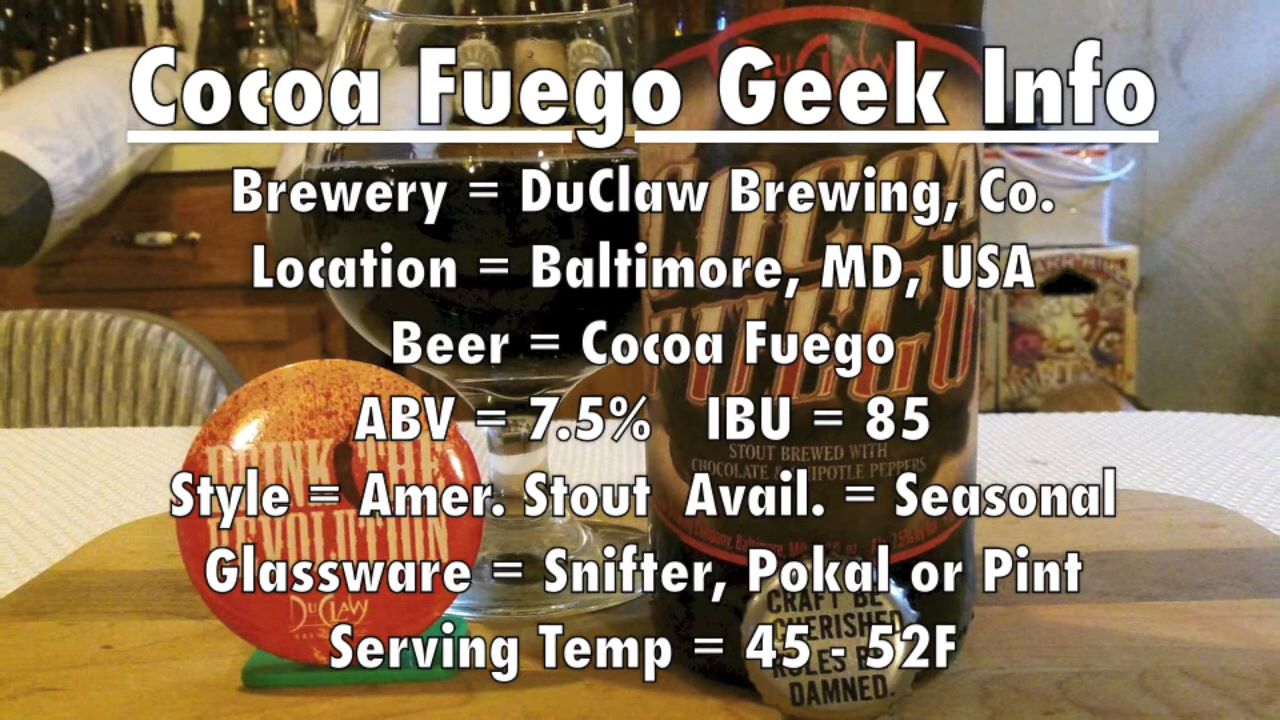 Cocoa Fuego Geek Info
Brewery = DuClaw Brewing, Co.
Location = Baltimore, MD, USA
Beer = Cocoa Fuego
ABV = 7.5% IBU = 85
Style = Amer. Stout Avail. = Seasonal
Glassware = Snifter, Pokal or Pint
Serving Temp = 45 - 52F
DuClaw
COCOA
FUEGO
STOUT BREWED WITH
CHOCOLATE & CHIPOTLE PEPPERS
DRINK THE
REVOLUTION
DuClaw
CRAFT BE
CHERISHED
RULES BE
DAMNED.